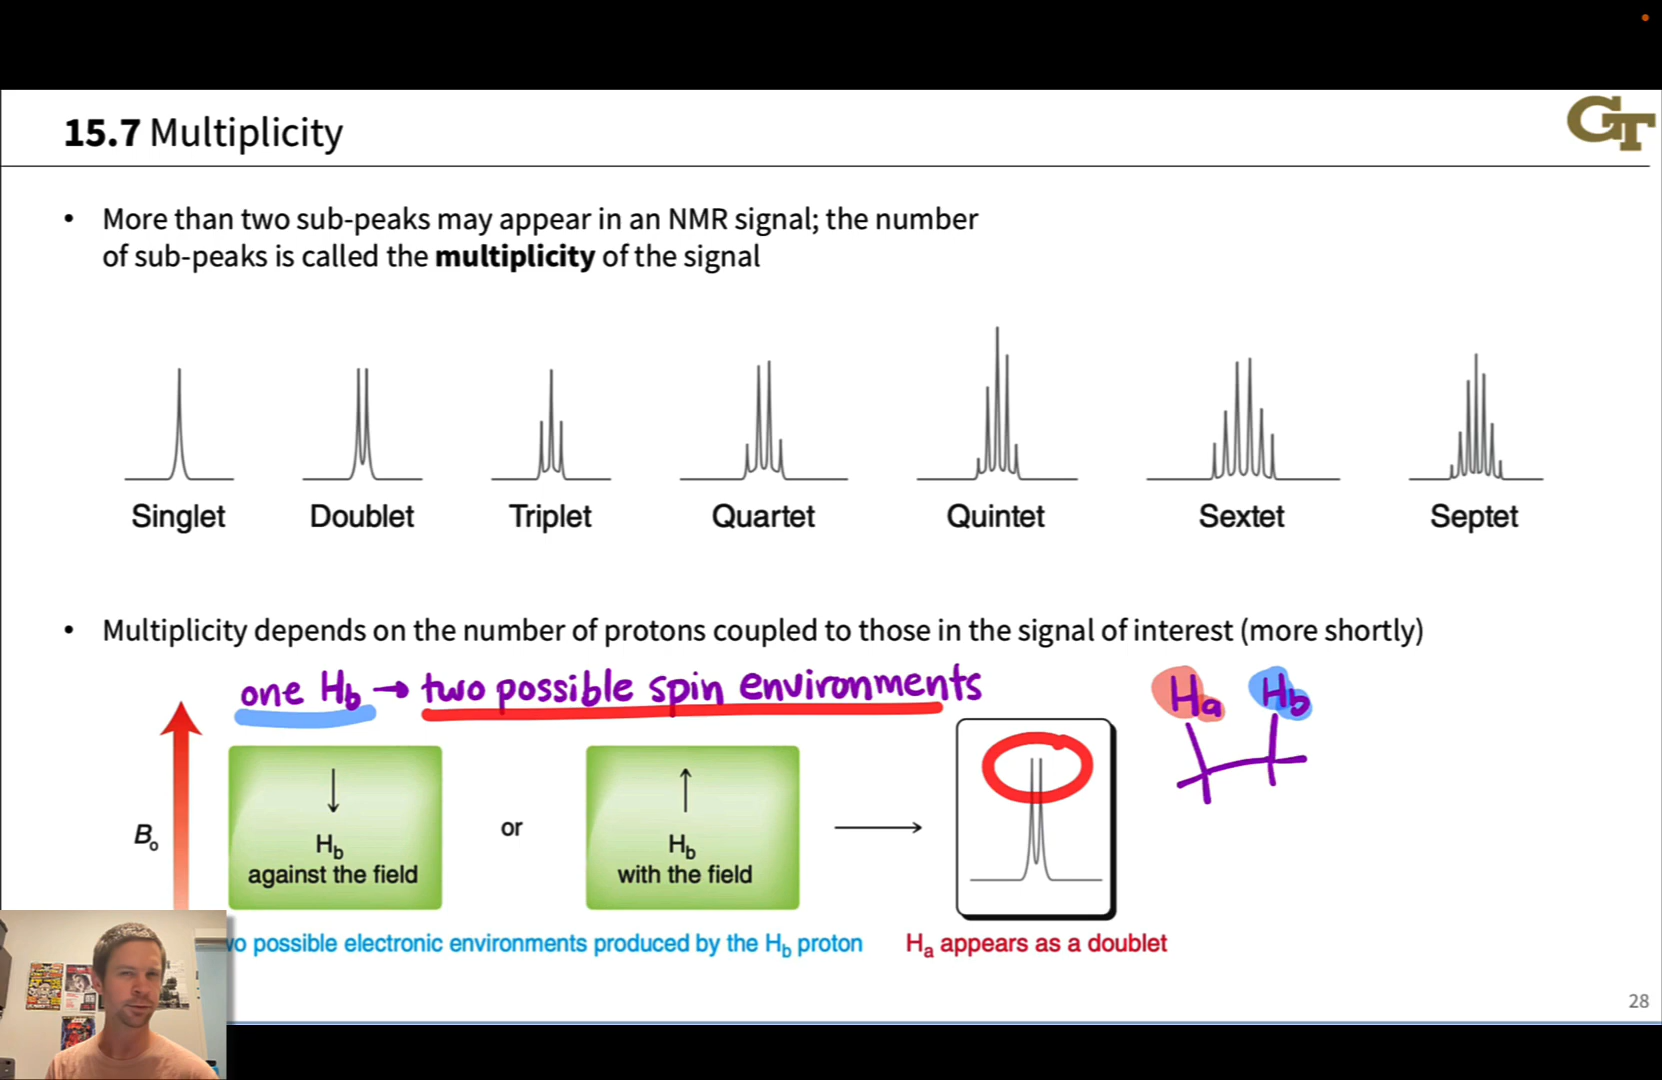 15.7 Multiplicity
GT
• More than two sub-peaks may appear in an NMR signal; the number
of sub-peaks is called the multiplicity of the signal
Singlet Doublet Triplet Quartet Quintet Sextet Septet
• Multiplicity depends on the number of protons coupled to those in the signal of interest (more shortly)
one Hb → two possible spin environments
Ha Hb
B₀
Hb
against the field
or
Hb
with the field
possible electronic environments produced by the Hb proton
Ha appears as a doublet
28